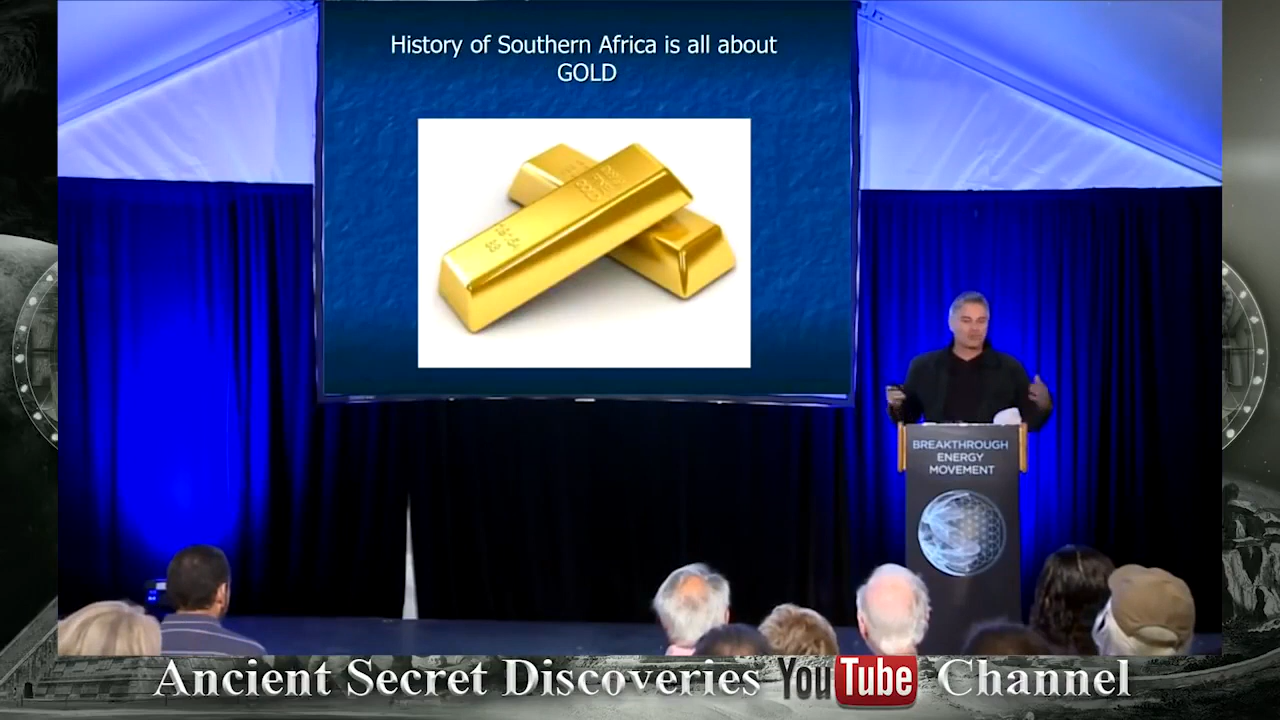 History of Southern Africa is all about
GOLD
BREAKTHROUGH
ENERGY
MOVEMENT
Ancient Secret Discoveries YouTube Channel